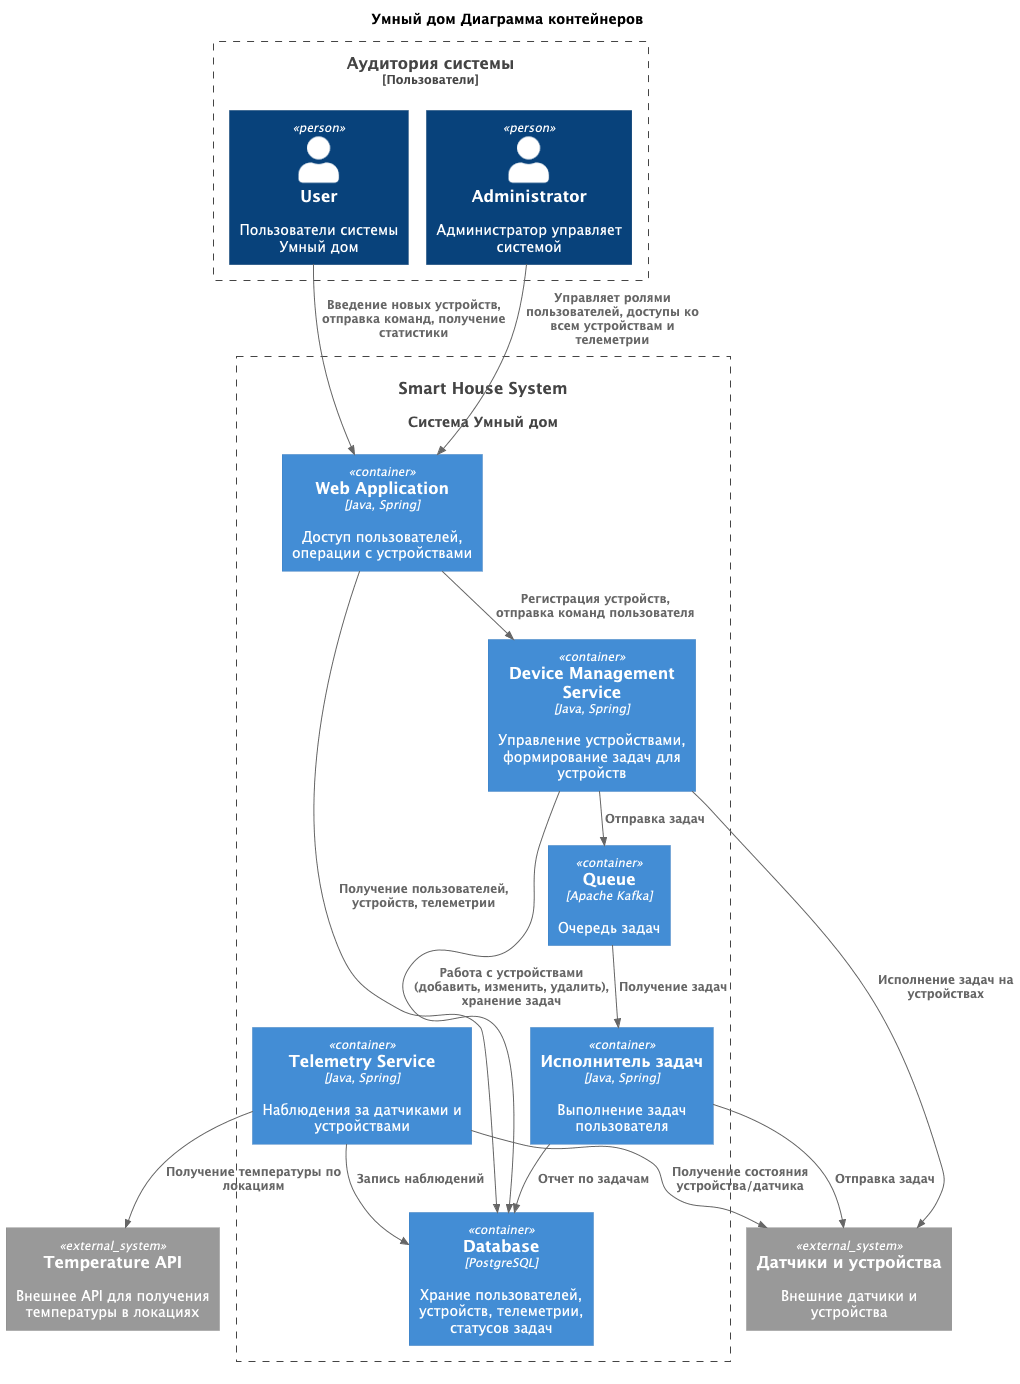 Умный дом Диаграмма контейнеров
Аудитория системы
[Пользователи]
«person»
User
Пользователи системы
Умный дом
«person»
Administrator
Администратор управляет
системой
Введение новых устройств,
отправка команд, получение
статистики
Управляет ролями
пользователей, доступы ко
всем устройствам и
телеметрии
Smart House System
Система Умный дом
«container»
Web Application
[Java, Spring]
Доступ пользователей,
операции с устройствами
Регистрация устройств,
отправка команд пользователя
«container»
Device Management
Service
[Java, Spring]
Управление устройствами,
формирование задач для
устройств
Отправка задач
«container»
Queue
[Apache Kafka]
Очередь задач
Получение пользователей,
устройств, телеметрии
Работа с устройствами
(добавить, изменить, удалить),
хранение задач
Получение задач
Исполнение задач на
устройствах
«container»
Telemetry Service
[Java, Spring]
Наблюдения за датчиками и
устройствами
«container»
Исполнитель задач
[Java, Spring]
Выполнение задач
пользователя
Получение температуры по
локациям
Запись наблюдений
Отчет по задачам
Получение состояния
устройства/датчика
Отправка задач
«external_system»
Temperature API
Внешнее API для получения
температуры в локациях
«container»
Database
[PostgreSQL]
Храние пользователей,
устройств, телеметрии,
статусов задач
«external_system»
Датчики и устройства
Внешние датчики и
устройства